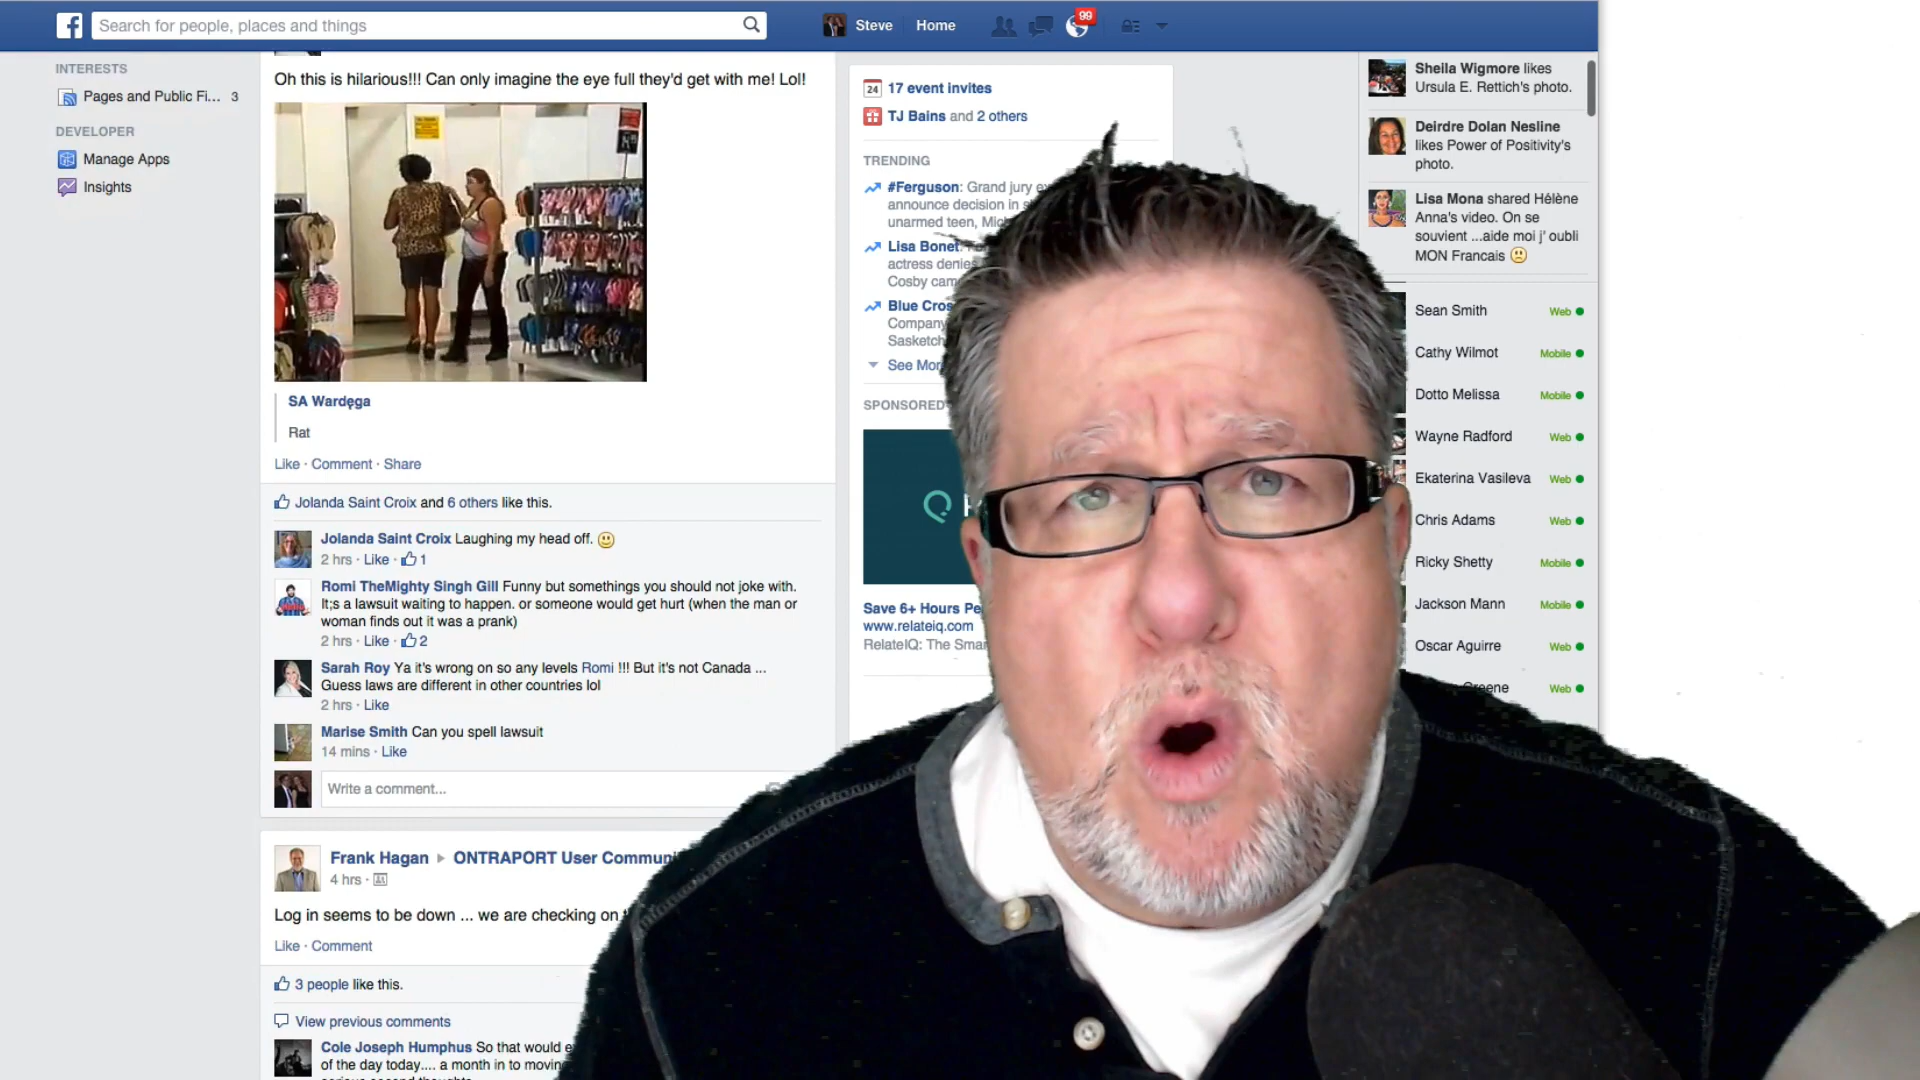 Search for people, places and things
Steve
Home
99
INTERESTS
Pages and Public Fi... 3
DEVELOPER
Manage Apps
Insights
Oh this is hilarious!!! Can only imagine the eye full they'd get with me! Lol!
SA Wardęga
Rat
Like · Comment · Share
Jolanda Saint Croix and 6 others like this.
Jolanda Saint Croix Laughing my head off.
2 hrs · Like · 1
Romi TheMighty Singh Gill Funny but somethings you should not joke with.
It;s a lawsuit waiting to happen. or someone would get hurt (when the man or
woman finds out it was a prank)
2 hrs · Like · 2
Sarah Roy Ya it's wrong on so any levels Romi !!! But it's not Canada ...
Guess laws are different in other countries lol
2 hrs · Like
Marise Smith Can you spell lawsuit
14 mins · Like
Write a comment...
Frank Hagan ▸ ONTRAPORT User Commun
4 hrs ·
Log in seems to be down ... we are checking on
Like · Comment
3 people like this.
View previous comments
Cole Joseph Humphus So that would
of the day today.... a month in to movin
24 17 event invites
TJ Bains and 2 others
TRENDING
#Ferguson: Grand jury
announce decision in
unarmed teen,
Lisa Bonet:
actress denies
Cosby
Blue
Company
See
SPONSORED
Save 6+ Hours
www.relateiq.com
RelateIQ: The
Sheila Wigmore likes
Ursula E. Rettich's photo.
Deirdre Dolan Nesline
likes Power of Positivity's
photo.
Lisa Mona shared Hélène
Anna's video. On se
souvient ...aide moi j' oubli
MON Francais
Sean Smith Web
Cathy Wilmot Mobile
Dotto Melissa Mobile
Wayne Radford Web
Ekaterina Vasileva Web
Chris Adams Web
Ricky Shetty Mobile
Jackson Mann Mobile
Oscar Aguirre Web
Greene Web